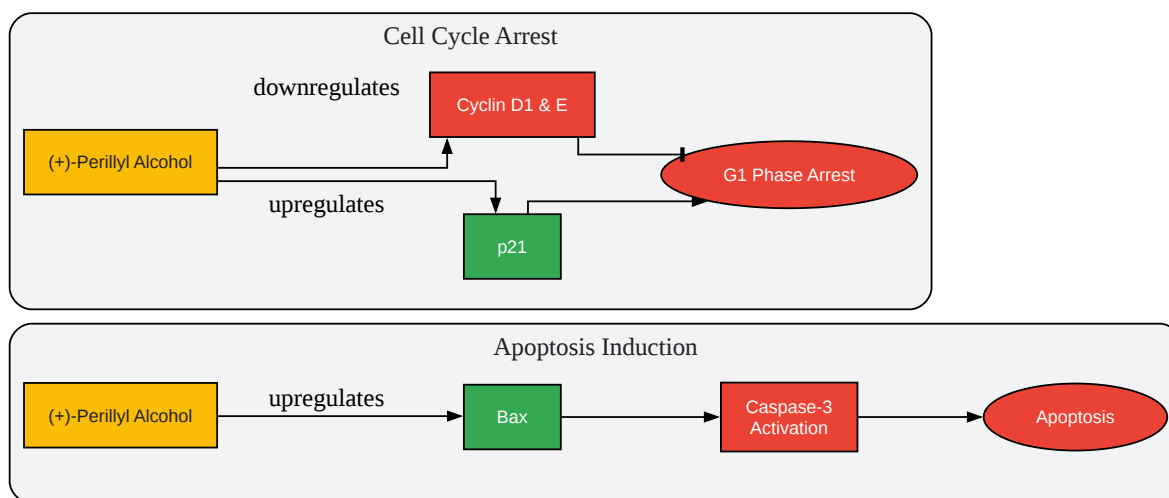 Cell Cycle Arrest
downregulates
Cyclin D1 & E
(+)-Perillyl Alcohol
G1 Phase Arrest
upregulates
p21
Apoptosis Induction
(+)-Perillyl Alcohol
upregulates
Bax
Caspase-3
Activation
Apoptosis